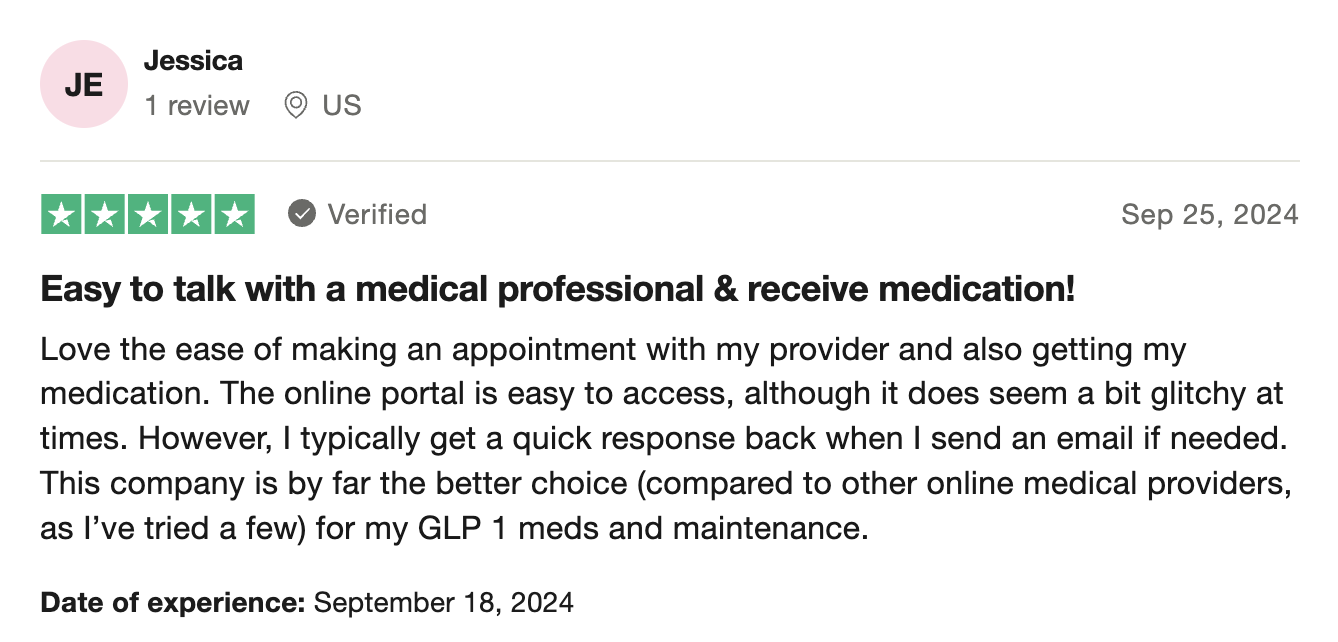 JE
Jessica
1 review US
Verified
Sep 25, 2024
Easy to talk with a medical professional & receive medication!
Love the ease of making an appointment with my provider and also getting my
medication. The online portal is easy to access, although it does seem a bit glitchy at
times. However, I typically get a quick response back when I send an email if needed.
This company is by far the better choice (compared to other online medical providers,
as I’ve tried a few) for my GLP 1 meds and maintenance.
Date of experience: September 18, 2024